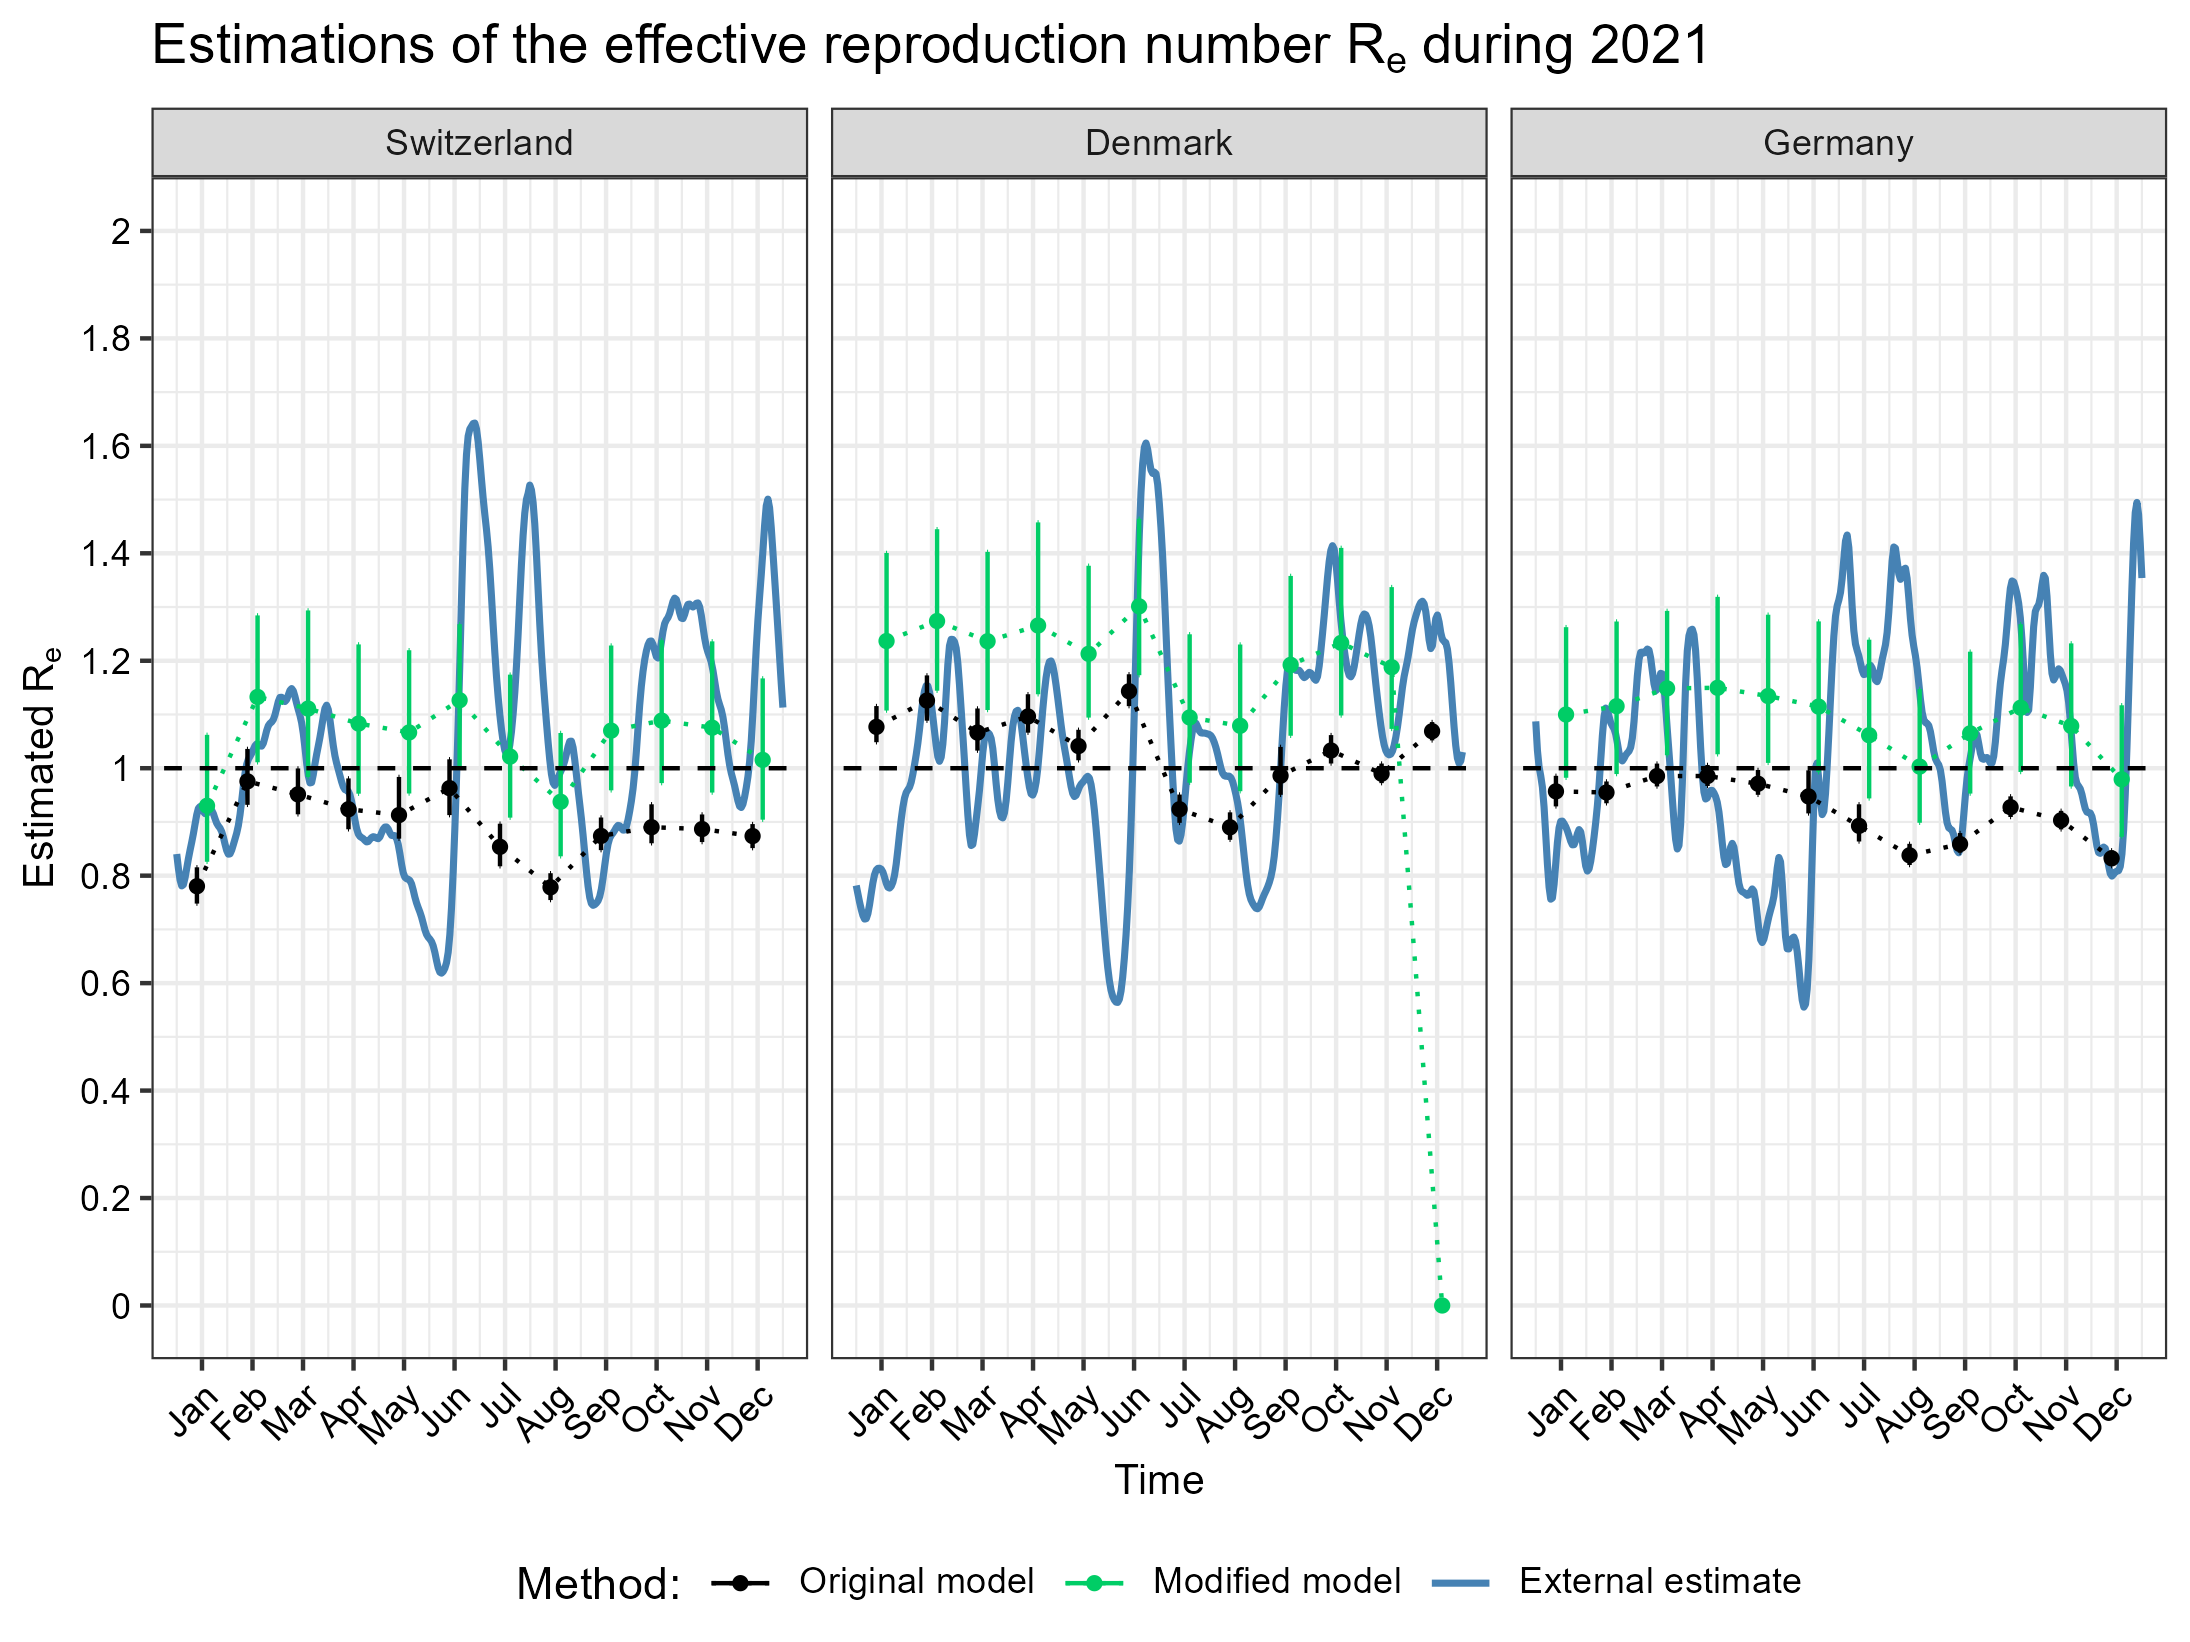 Estimations of the effective reproduction number Re during 2021
Switzerland Denmark Germany
Estimated Re
2
1.8
1.6
1.4
1.2
1
0.8
0.6
0.4
0.2
0
Jan Feb Mar Apr May Jun Jul Aug Sep Oct Nov Dec Jan Feb Mar Apr May Jun Jul Aug Sep Oct Nov Dec Jan Feb Mar Apr May Jun Jul Aug Sep Oct Nov Dec
Time
Method: Original model Modified model External estimate